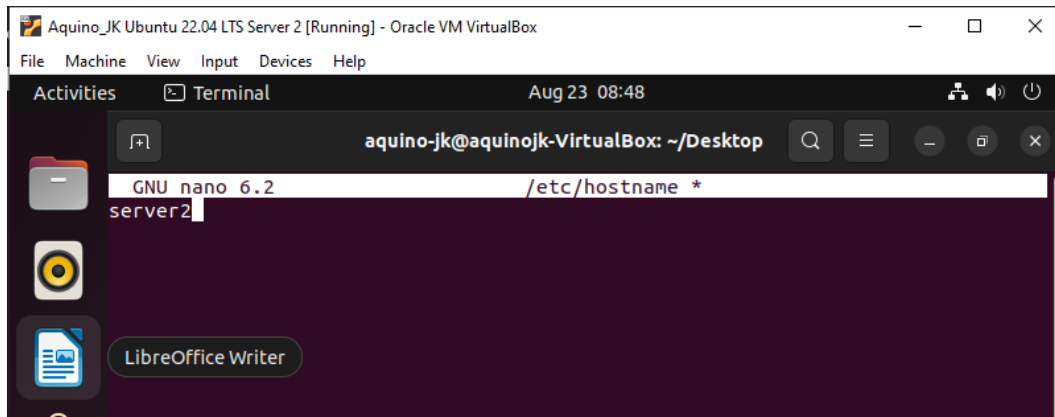 Aquino_JK Ubuntu 22.04 LTS Server 2 [Running] - Oracle VM VirtualBox
File Machine View Input Devices Help
Activities Terminal Aug 23 08:48
aquino-jk@aquinojk-VirtualBox: ~/Desktop
GNU nano 6.2 /etc/hostname *
server2
LibreOffice Writer